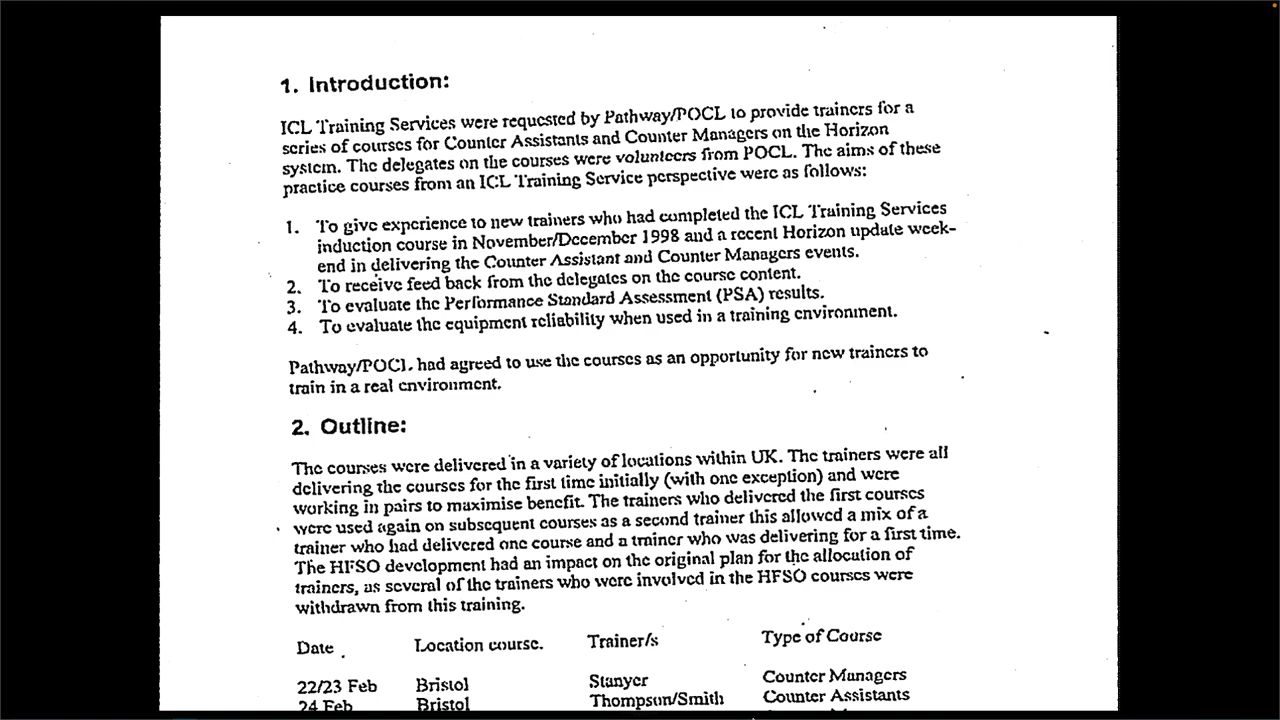 1. Introduction:
ICL Training Services were requested by Pathway/POCL to provide trainers for a
series of courses for Counter Assistants and Counter Managers on the Horizon
system. The delegates on the courses were volunteers from POCL. The aims of these
practice courses from an ICL Training Service perspective were as follows:
1. To give experience to new trainers who had completed the ICL Training Services
induction course in November/December 1998 and a recent Horizon update week-
end in delivering the Counter Assistant and Counter Managers events.
2. To receive feed back from the delegates on the course content.
3. To evaluate the Performance Standard Assessment (PSA) results.
4. To evaluate the equipment reliability when used in a training environment.
Pathway/POCL had agreed to use the courses as an opportunity for new trainers to
train in a real environment.
2. Outline:
The courses were delivered in a variety of locations within UK. The trainers were all
delivering the courses for the first time initially (with one exception) and were
working in pairs to maximise benefit. The trainers who delivered the first courses
were used again on subsequent courses as a second trainer this allowed a mix of a
trainer who had delivered one course and a trainer who was delivering for a first time.
The HFSO development had an impact on the original plan for the allocation of
trainers, as several of the trainers who were involved in the HFSO courses were
withdrawn from this training.
Date Location course. Trainer/s Type of Course
22/23 Feb Bristol Stanyer Counter Managers
24 Feb Bristol Thompson/Smith Counter Assistants